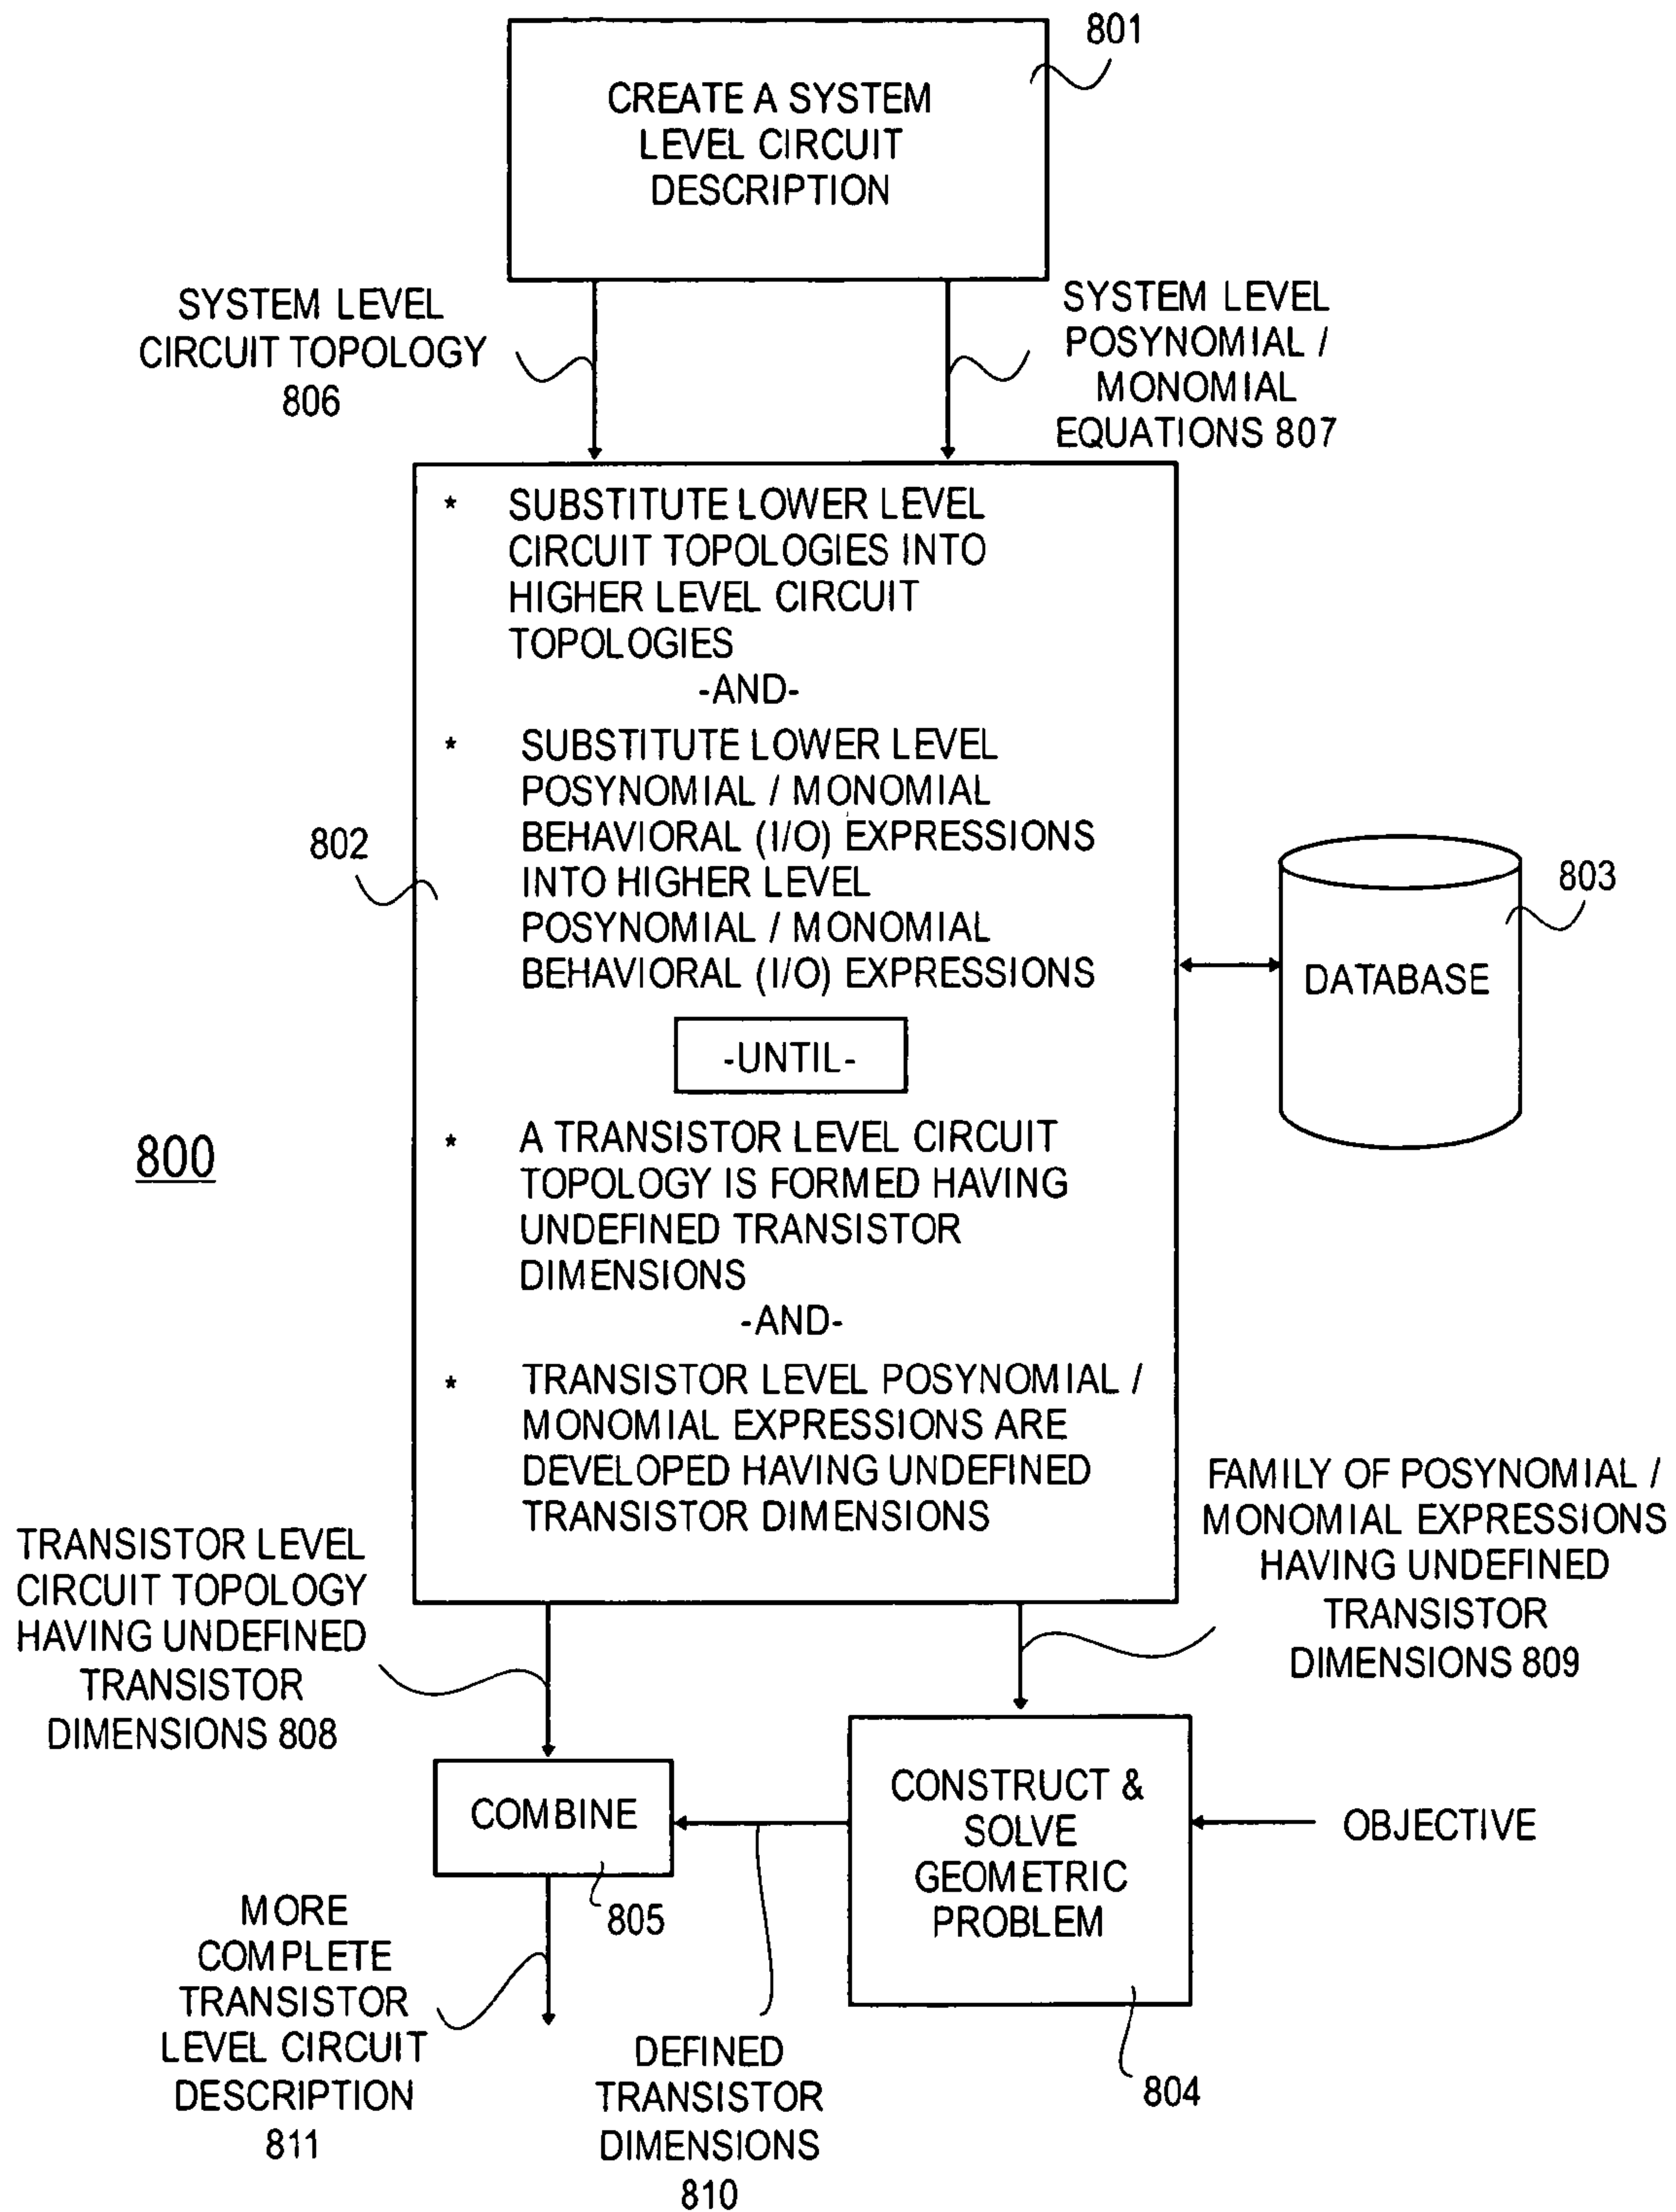 801
CREATE A SYSTEM
LEVEL CIRCUIT
DESCRIPTION
SYSTEM LEVEL
CIRCUIT TOPOLOGY
806
SYSTEM LEVEL
POSYNOMIAL /
MONOMIAL
EQUATIONS 807
* SUBSTITUTE LOWER LEVEL
CIRCUIT TOPOLOGIES INTO
HIGHER LEVEL CIRCUIT
TOPOLOGIES
-AND-
* SUBSTITUTE LOWER LEVEL
POSYNOMIAL / MONOMIAL
BEHAVIORAL (I/O) EXPRESSIONS
INTO HIGHER LEVEL
POSYNOMIAL / MONOMIAL
BEHAVIORAL (I/O) EXPRESSIONS
-UNTIL-
* A TRANSISTOR LEVEL CIRCUIT
TOPOLOGY IS FORMED HAVING
UNDEFINED TRANSISTOR
DIMENSIONS
-AND-
* TRANSISTOR LEVEL POSYNOMIAL /
MONOMIAL EXPRESSIONS ARE
DEVELOPED HAVING UNDEFINED
TRANSISTOR DIMENSIONS
802
803
DATABASE
800
TRANSISTOR LEVEL
CIRCUIT TOPOLOGY
HAVING UNDEFINED
TRANSISTOR
DIMENSIONS 808
FAMILY OF POSYNOMIAL /
MONOMIAL EXPRESSIONS
HAVING UNDEFINED
TRANSISTOR
DIMENSIONS 809
COMBINE
805
CONSTRUCT &
SOLVE
GEOMETRIC
PROBLEM
804
OBJECTIVE
MORE
COMPLETE
TRANSISTOR
LEVEL CIRCUIT
DESCRIPTION
811
DEFINED
TRANSISTOR
DIMENSIONS
810